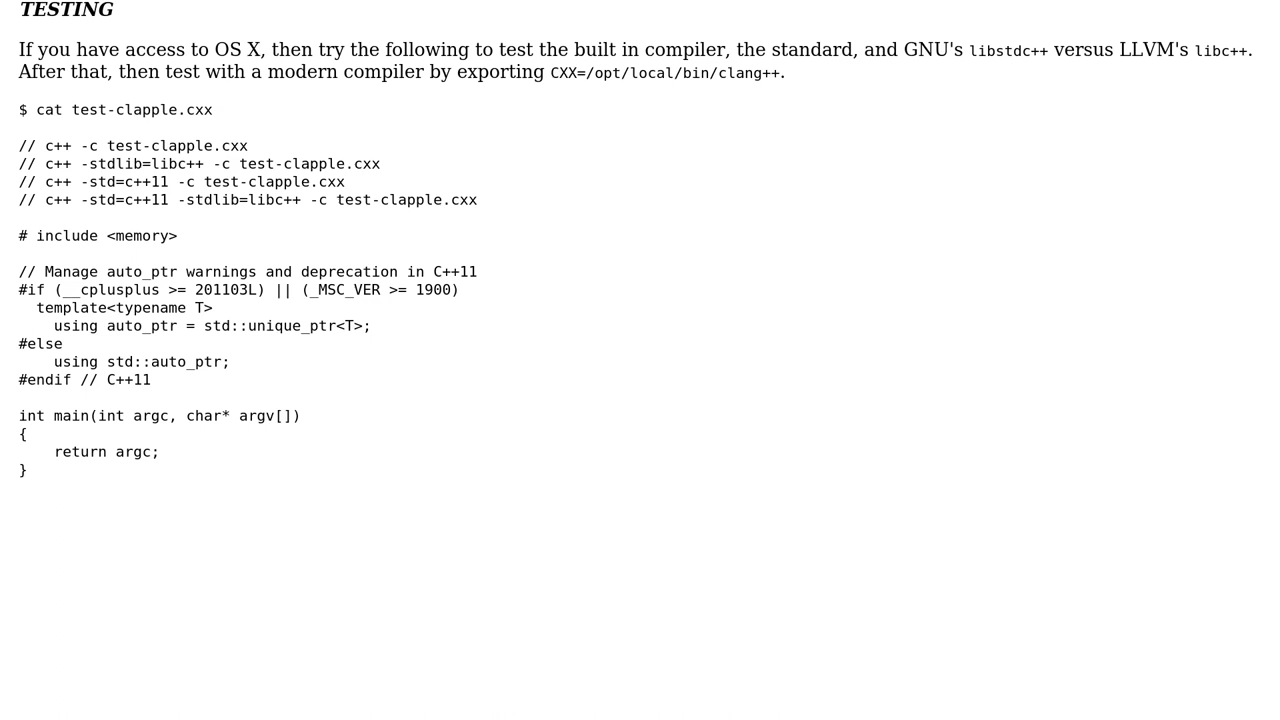 TESTING
If you have access to OS X, then try the following to test the built in compiler, the standard, and GNU's libstdc++ versus LLVM's libc++.
After that, then test with a modern compiler by exporting CXX=/opt/local/bin/clang++.
$ cat test-clapple.cxx
// c++ -c test-clapple.cxx
// c++ -stdlib=libc++ -c test-clapple.cxx
// c++ -std=c++11 -c test-clapple.cxx
// c++ -std=c++11 -stdlib=libc++ -c test-clapple.cxx
# include <memory>
// Manage auto_ptr warnings and deprecation in C++11
#if (__cplusplus >= 201103L) || (_MSC_VER >= 1900)
  template<typename T>
    using auto_ptr = std::unique_ptr<T>;
#else
    using std::auto_ptr;
#endif // C++11
int main(int argc, char* argv[])
{
    return argc;
}